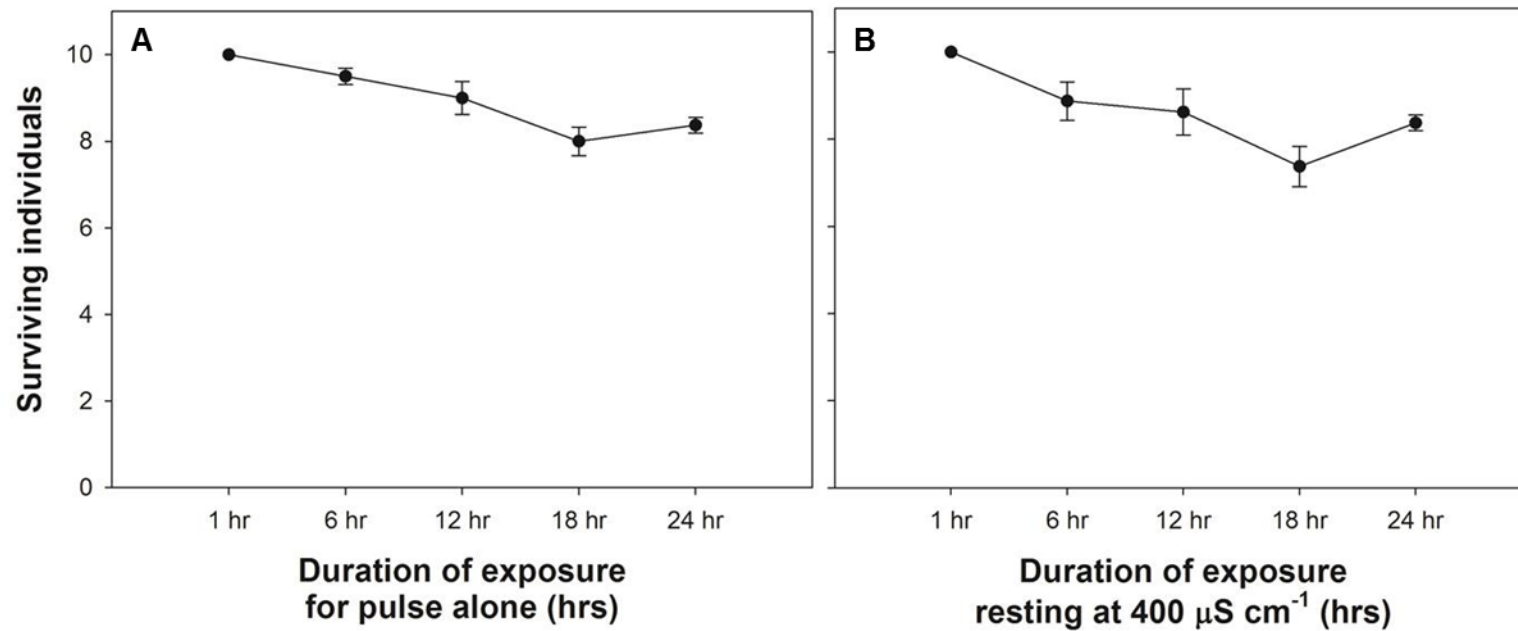 A
B
Surviving individuals
10
8
6
4
2
0
1 hr 6 hr 12 hr 18 hr 24 hr
1 hr 6 hr 12 hr 18 hr 24 hr
Duration of exposure
for pulse alone (hrs)
Duration of exposure
resting at 400 μS cm⁻¹ (hrs)